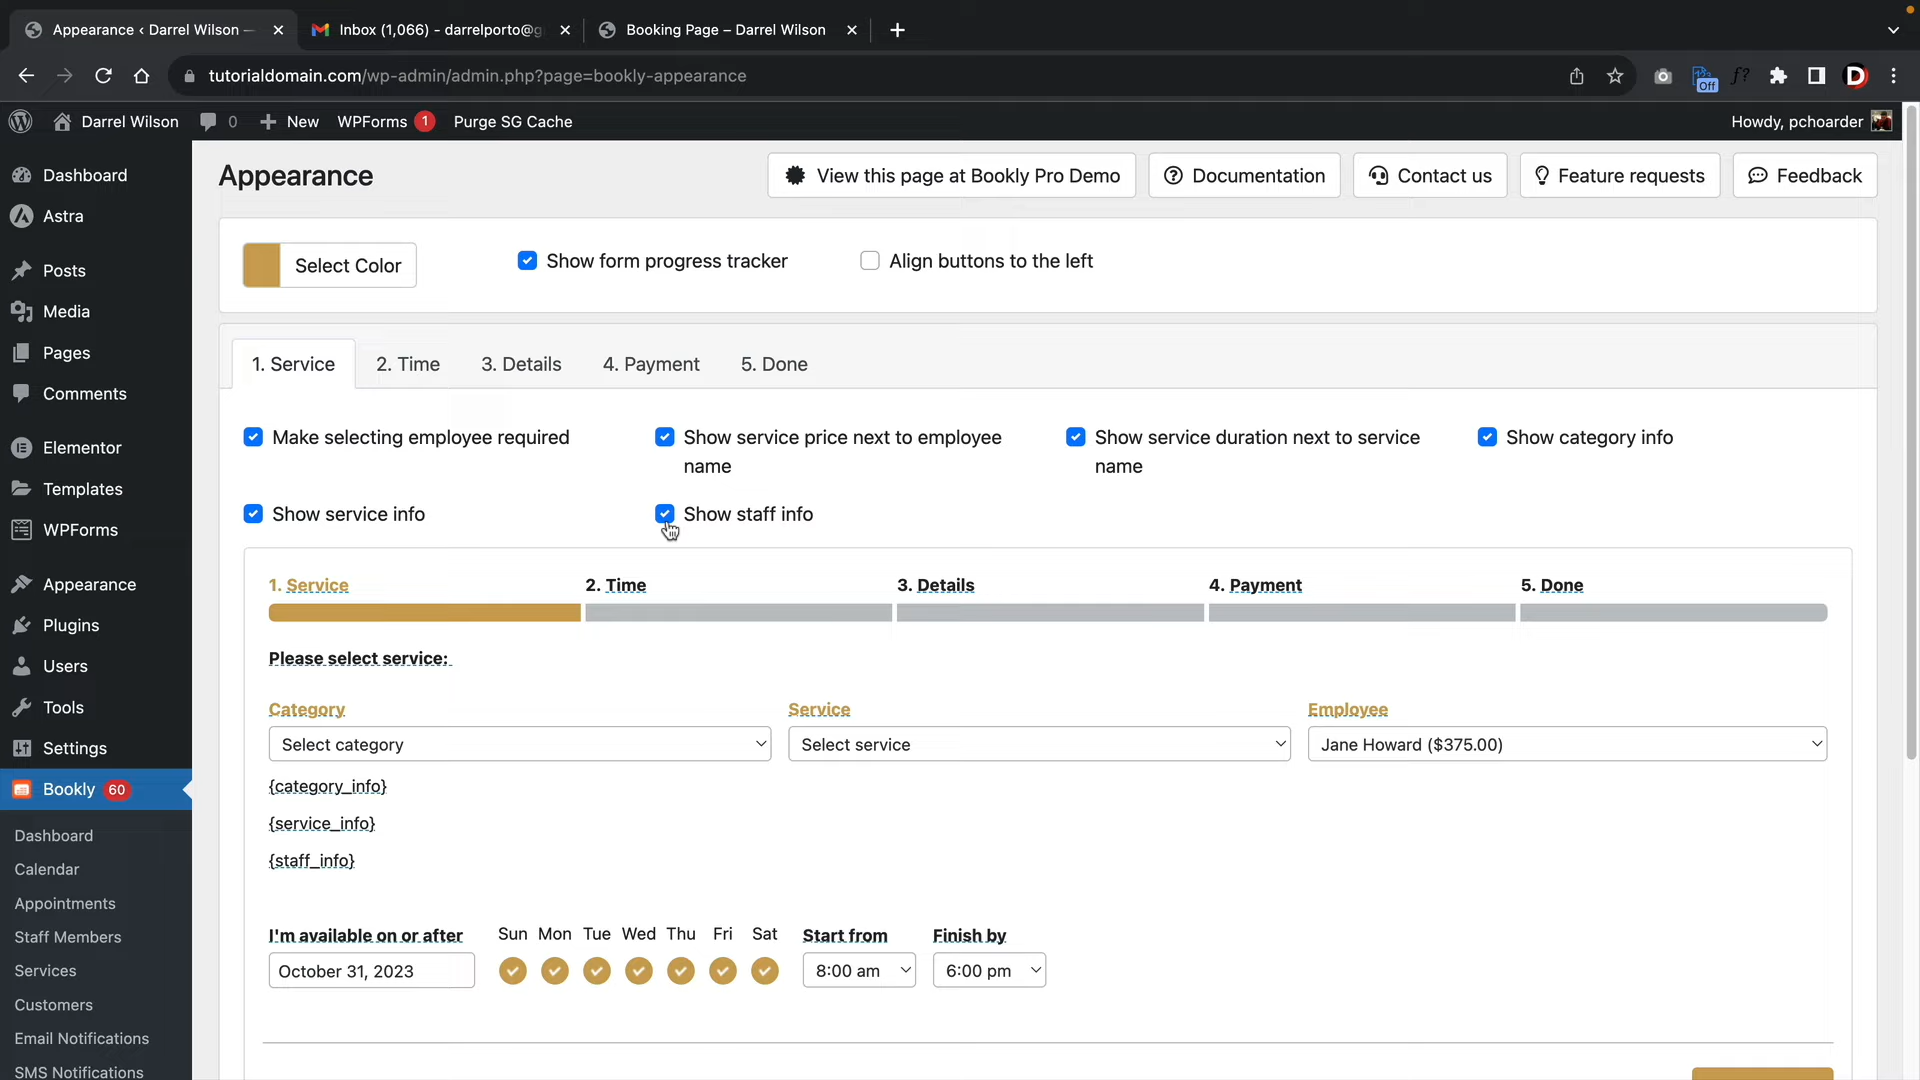 Appearance ‹ Darrel Wilson —
Inbox (1,066) - darrelporto@g
Booking Page – Darrel Wilson
tutorialdomain.com/wp-admin/admin.php?page=bookly-appearance
Off
f?
D
Darrel Wilson
0
New
WPForms 1
Purge SG Cache
Howdy, pchoarder
Dashboard
Astra
Posts
Media
Pages
Comments
Elementor
Templates
WPForms
Appearance
Plugins
Users
Tools
Settings
Bookly 60
Dashboard
Calendar
Appointments
Staff Members
Services
Customers
Email Notifications
SMS Notifications
Appearance
View this page at Bookly Pro Demo
Documentation
Contact us
Feature requests
Feedback
Select Color
Show form progress tracker
Align buttons to the left
1. Service
2. Time
3. Details
4. Payment
5. Done
Make selecting employee required
Show service price next to employee
name
Show service duration next to service
name
Show category info
Show service info
Show staff info
1. Service
2. Time
3. Details
4. Payment
5. Done
Please select service:
Category
Service
Employee
Select category
Select service
Jane Howard ($375.00)
{category_info}
{service_info}
{staff_info}
I'm available on or after
Sun Mon Tue Wed Thu Fri Sat
Start from
Finish by
October 31, 2023
8:00 am
6:00 pm